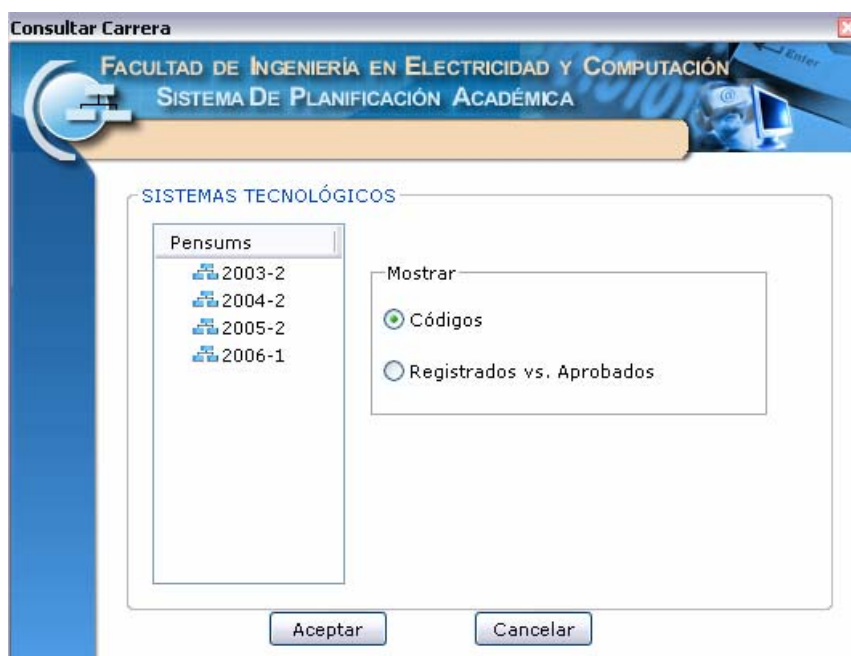 Consultar Carrera
Enter
FACULTAD DE INGENIERÍA EN ELECTRICIDAD Y COMPUTACIÓN
SISTEMA DE PLANIFICACIÓN ACADÉMICA
@
SISTEMAS TECNOLÓGICOS
Pensums
2003-2
2004-2
2005-2
2006-1
Mostrar
Códigos
Registrados vs. Aprobados
Aceptar
Cancelar